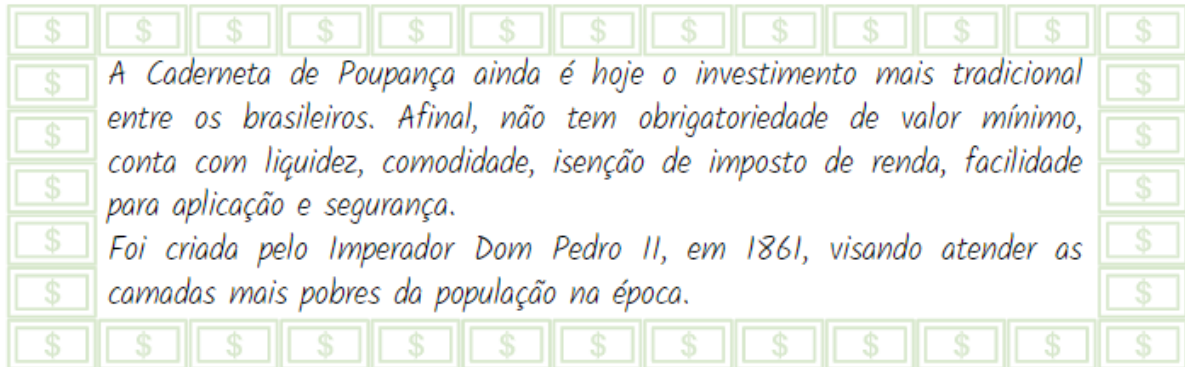 $ $ $ $ $ $ $ $ $ $ $ $ $
$ A Caderneta de Poupança ainda é hoje o investimento mais tradicional $
entre os brasileiros. Afinal, não tem obrigatoriedade de valor mínimo,
$ $
conta com liquidez, comodidade, isenção de imposto de renda, facilidade
$ para aplicação e segurança. $
$ Foi criada pelo Imperador Dom Pedro II, em 1861, visando atender as $
$ camadas mais pobres da população na época. $
$ $ $ $ $ $ $ $ $ $ $ $ $